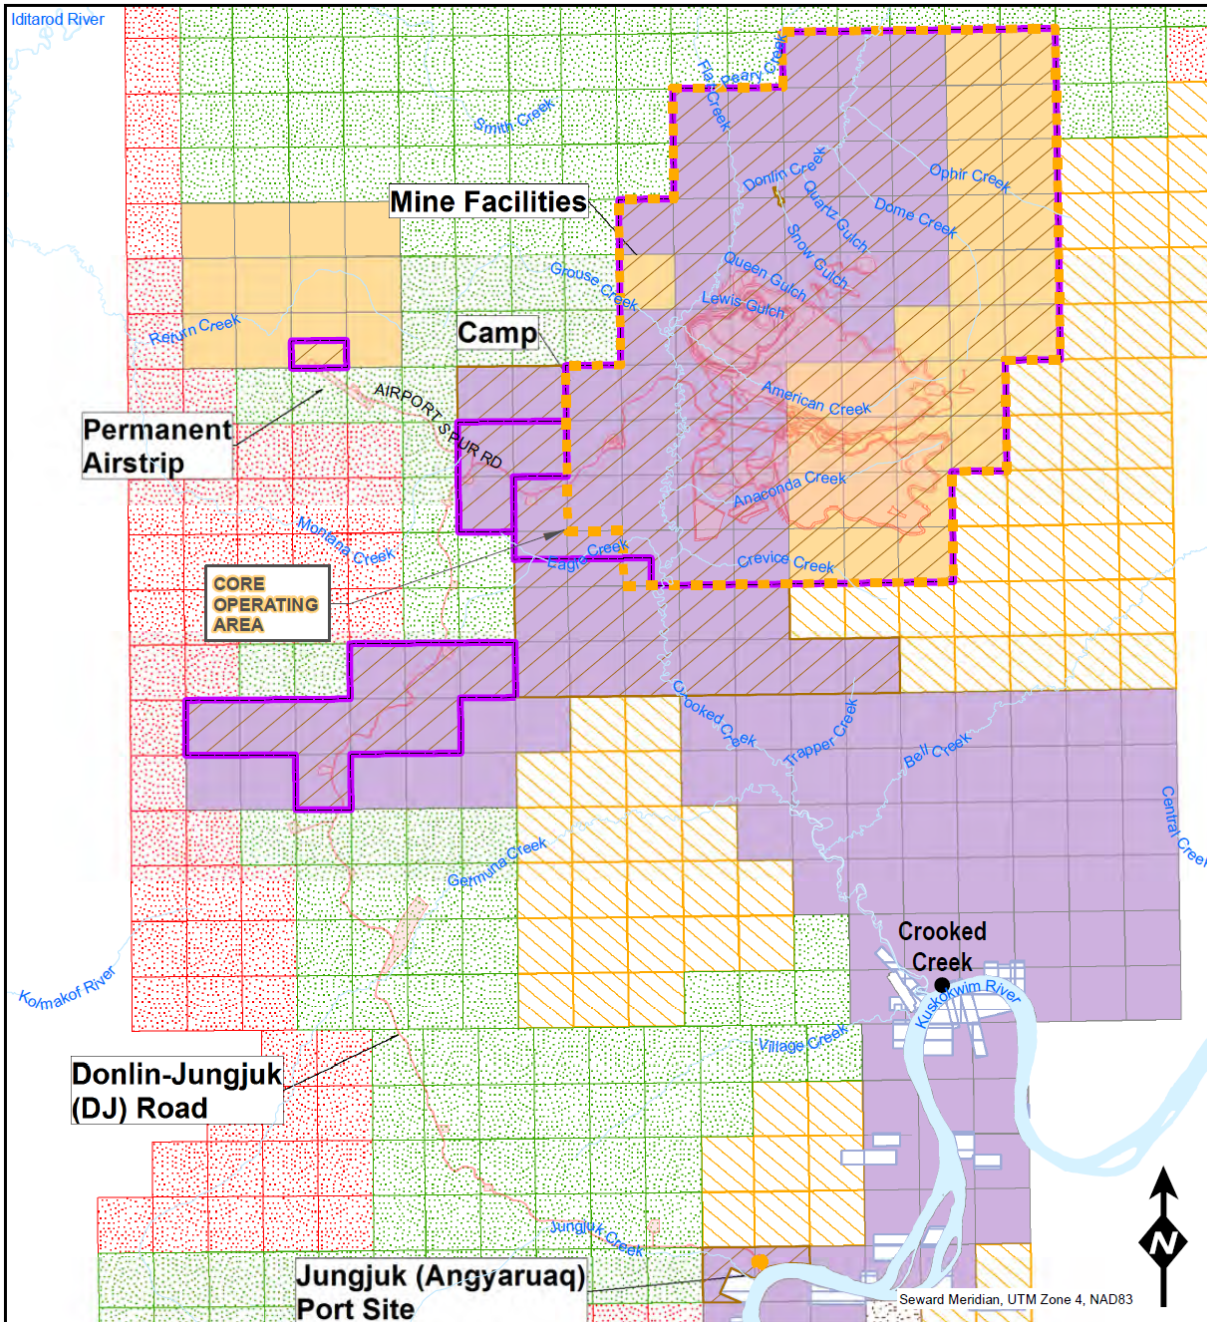 Iditarod River
Flat Creek
Peary Creek
Smith Creek
Donlin Creek
Ophir Creek
Mine Facilities
Quartz Gulch
Dome Creek
Snow Gulch
Queen Gulch
Grouse Creek
Lewis Gulch
Return Creek
Camp
American Creek
AIRPORT SPUR RD
Permanent
Airstrip
Anaconda Creek
Montana Creek
Eagle Creek
Crevice Creek
CORE
OPERATING
AREA
Crooked Creek
Trapper Creek
Bell Creek
Central Creek
Getmuna Creek
Crooked
Creek
Kolmakof River
Kuskokwim River
Village Creek
Donlin-Jungjuk
(DJ) Road
Jungjuk Creek
Jungjuk (Angyaruaq)
Port Site
N
Seward Meridian, UTM Zone 4, NAD83